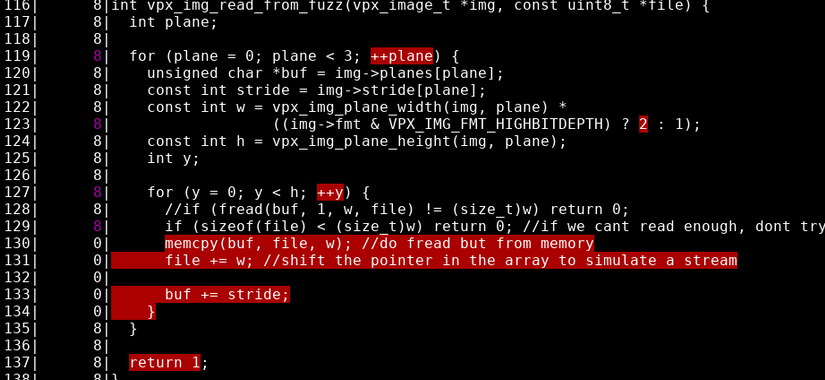 116|      8|int vpx_img_read_from_fuzz(vpx_image_t *img, const uint8_t *file) {
117|      8|  int plane;
118|      8|
119|      8|  for (plane = 0; plane < 3; ++plane) {
120|      8|    unsigned char *buf = img->planes[plane];
121|      8|    const int stride = img->stride[plane];
122|      8|    const int w = vpx_img_plane_width(img, plane) *
123|      8|                  ((img->fmt & VPX_IMG_FMT_HIGHBITDEPTH) ? 2 : 1);
124|      8|    const int h = vpx_img_plane_height(img, plane);
125|      8|    int y;
126|      8|
127|      8|    for (y = 0; y < h; ++y) {
128|      8|      //if (fread(buf, 1, w, file) != (size_t)w) return 0;
129|      8|      if (sizeof(file) < (size_t)w) return 0; //if we cant read enough, dont try
130|      0|      memcpy(buf, file, w); //do fread but from memory
131|      0|      file += w; //shift the pointer in the array to simulate a stream
132|      0|
133|      0|      buf += stride;
134|      0|    }
135|      8|  }
136|      8|
137|      8|  return 1;
138|      8|}